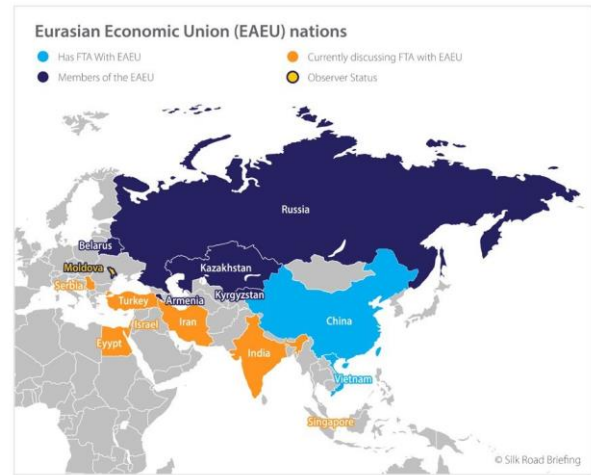 Eurasian Economic Union (EAEU) nations
Has FTA With EAEU
Currently discussing FTA with EAEU
Members of the EAEU
Observer Status
Russia
Belarus
Moldova
Kazakhstan
Serbia
Turkey
Armenia
Kyrgyzstan
Israel
Iran
China
Eyypt
India
Vietnam
Singapore
© Silk Road Briefing